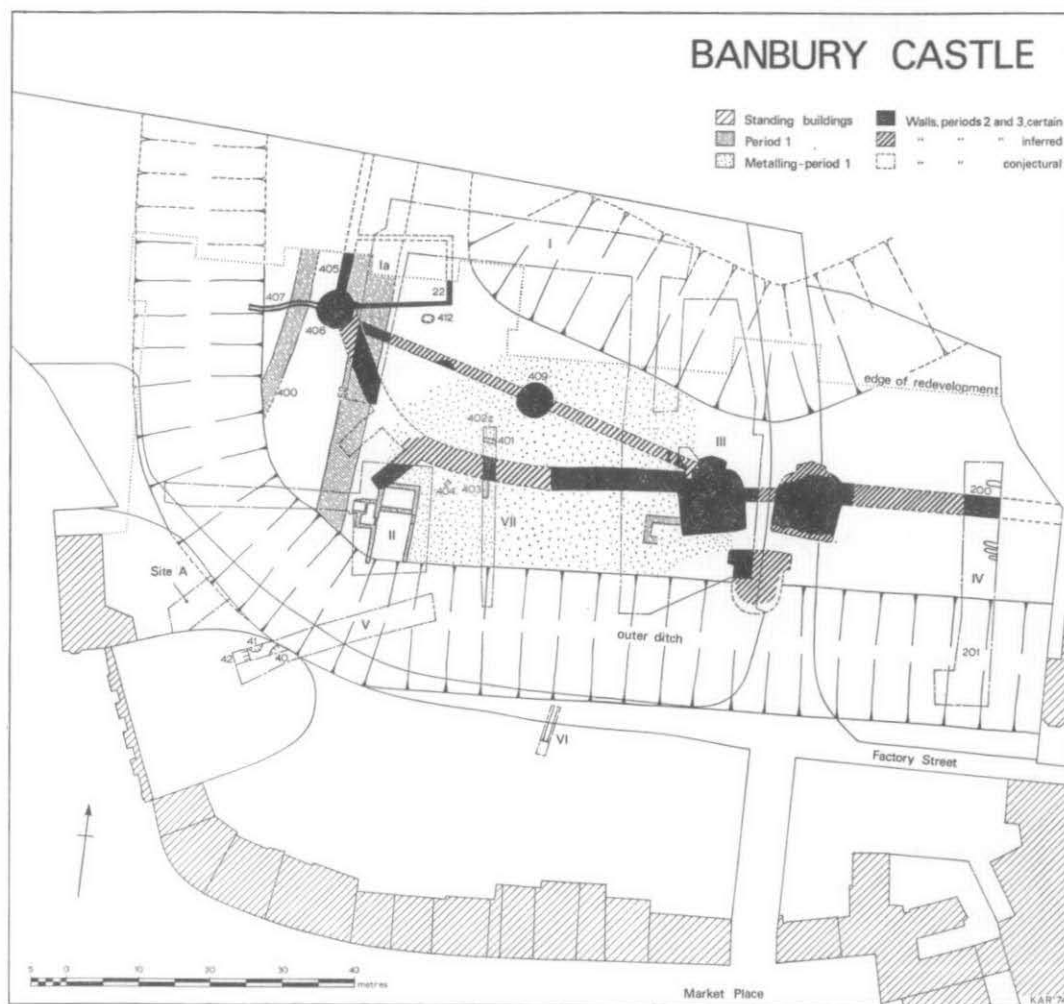 BANBURY CASTLE
Standing buildings
Period 1
Metalling-period 1
Walls, periods 2 and 3, certain
" " " inferred
" " conjectural
I
Ia
405
407
406
22
412
400
409
edge of redevelopment
402
401
III
404
403
200
VII
II
IV
Site A
V
outer ditch
201
41
42
40
VI
Factory Street
5 0 10 20 30 40
metres
Market Place